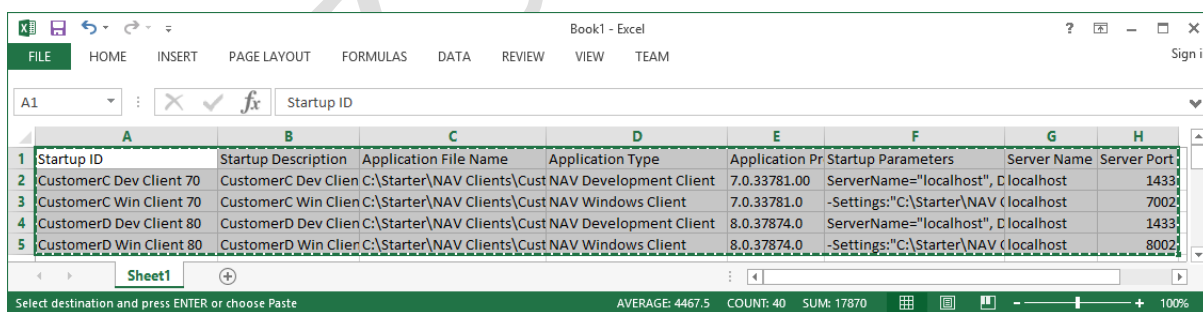 Book1 - Excel
FILE HOME INSERT PAGE LAYOUT FORMULAS DATA REVIEW VIEW TEAM Sign i
A1 fx Startup ID
A B C D E F G H
1 Startup ID Startup Description Application File Name Application Type Application Pr Startup Parameters Server Name Server Port
2 CustomerC Dev Client 70 CustomerC Dev Clien C:\Starter\NAV Clients\Cust NAV Development Client 7.0.33781.00 ServerName="localhost", D localhost 1433
3 CustomerC Win Client 70 CustomerC Win Clien C:\Starter\NAV Clients\Cust NAV Windows Client 7.0.33781.0 -Settings:"C:\Starter\NAV C localhost 7002
4 CustomerD Dev Client 80 CustomerD Dev Clien C:\Starter\NAV Clients\Cust NAV Development Client 8.0.37874.0 ServerName="localhost", D localhost 1433
5 CustomerD Win Client 80 CustomerD Win Clien C:\Starter\NAV Clients\Cust NAV Windows Client 8.0.37874.0 -Settings:"C:\Starter\NAV C localhost 8002
Sheet1
Select destination and press ENTER or choose Paste AVERAGE: 4467.5 COUNT: 40 SUM: 17870 100%